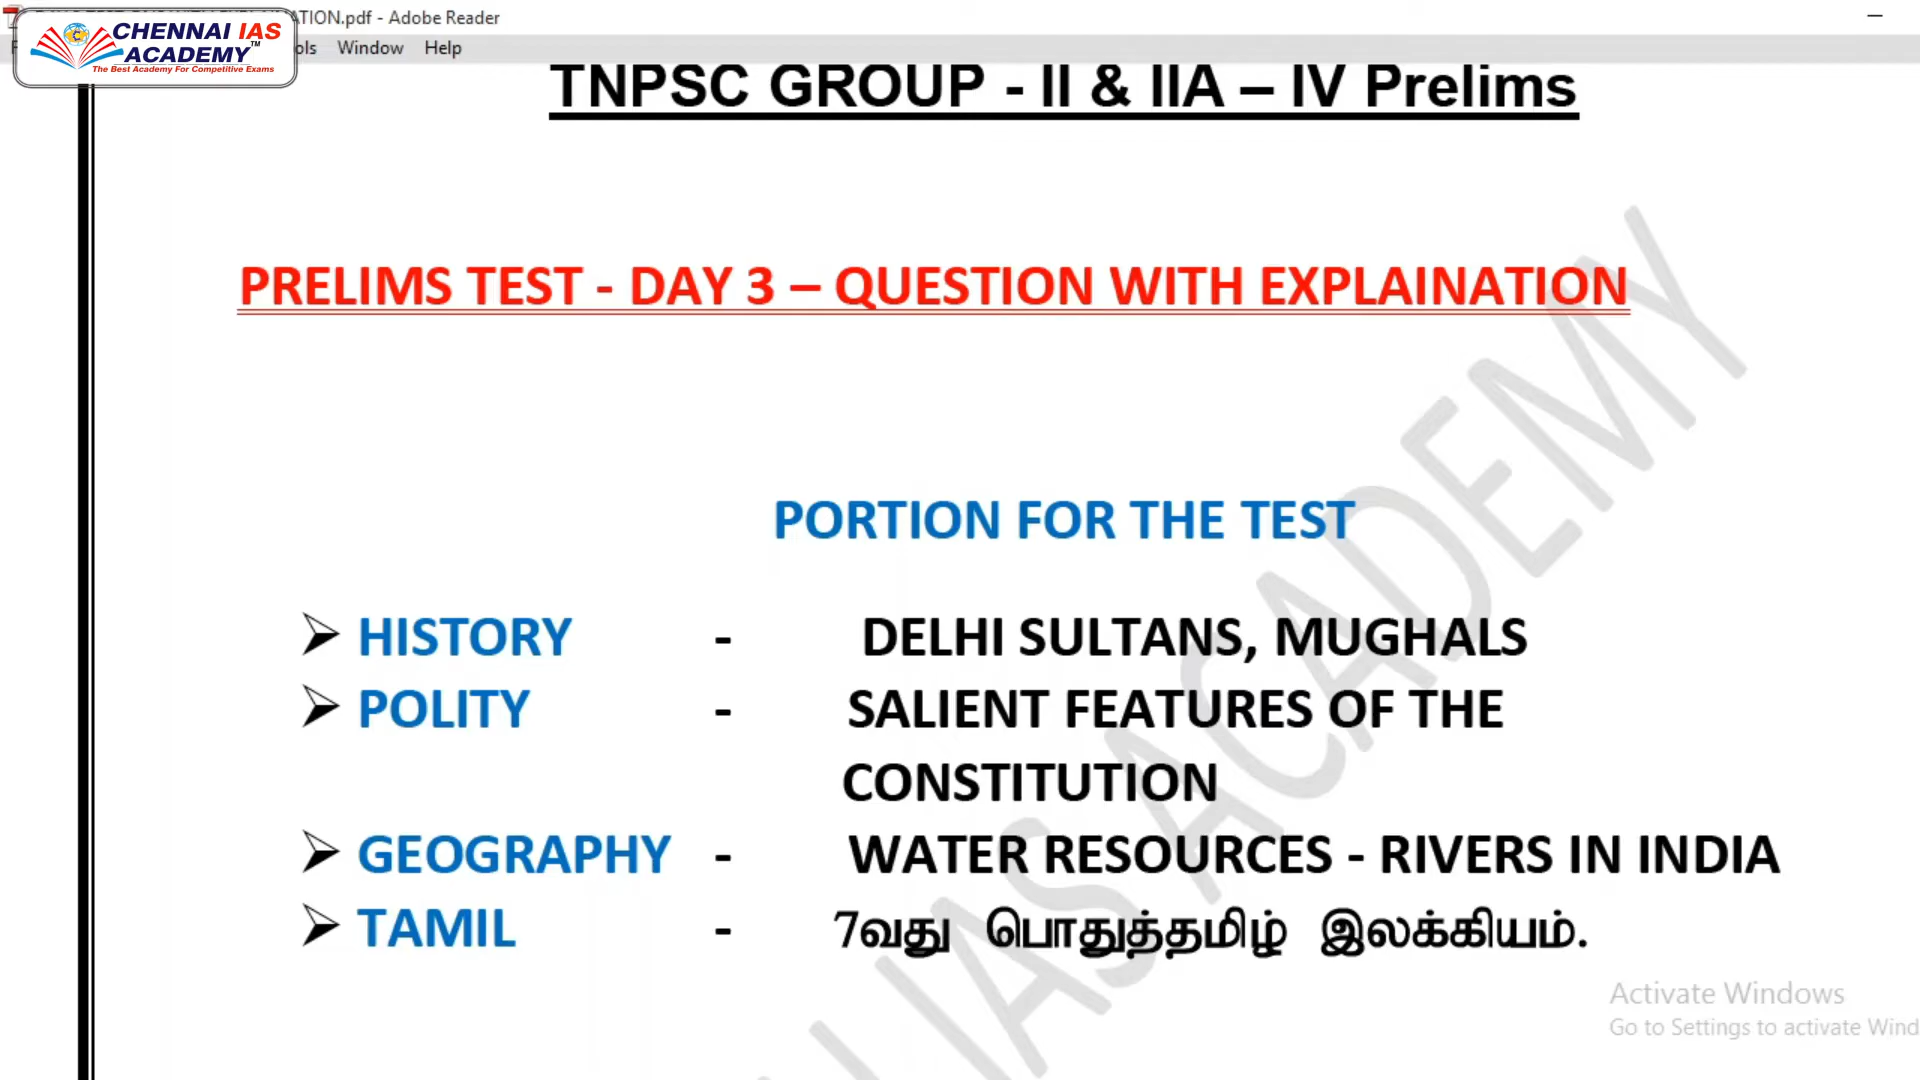 TION.pdf - Adobe Reader
CHENNAI IAS
ACADEMY™
The Best Academy For Competitive Exams
ols Window Help
TNPSC GROUP - II & IIA – IV Prelims
PRELIMS TEST - DAY 3 – QUESTION WITH EXPLAINATION
PORTION FOR THE TEST
➢ HISTORY - DELHI SULTANS, MUGHALS
➢ POLITY - SALIENT FEATURES OF THE
CONSTITUTION
➢ GEOGRAPHY - WATER RESOURCES - RIVERS IN INDIA
➢ TAMIL - 7வது பொதுத்தமிழ் இலக்கியம்.
IAS ACADEMY
Activate Windows
Go to Settings to activate Wind